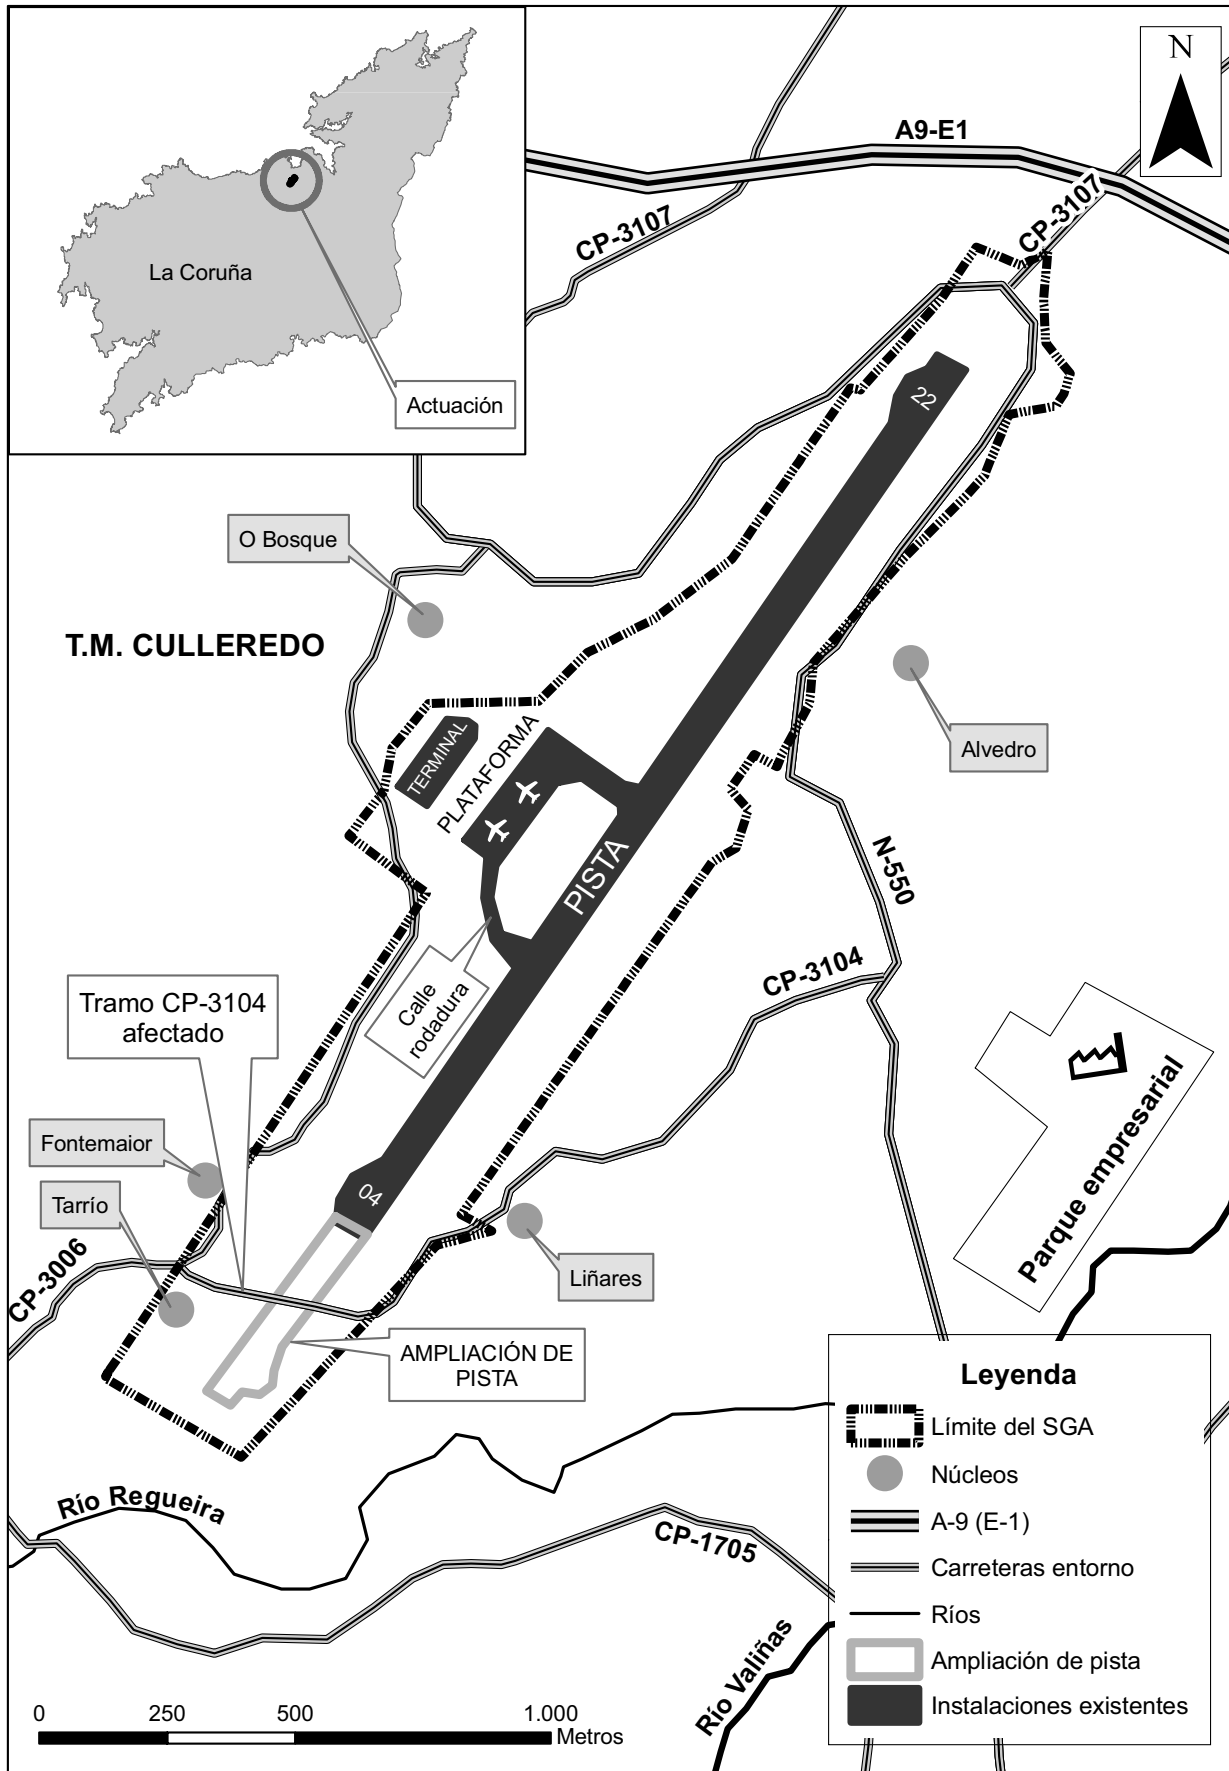 N
A9-E1
CP-3107
CP-3107
La Coruña
Actuación
22
O Bosque
T.M. CULLEREDO
Alvedro
TERMINAL
PLATAFORMA
PISTA
N-550
CP-3104
Calle
rodadura
Tramo CP-3104
afectado
Parque empresarial
Fontemaior
Tarrío
04
Liñares
CP-3006
AMPLIACIÓN DE
PISTA
Río Regueira
CP-1705
Río Valiñas
Leyenda
Límite del SGA
Núcleos
A-9 (E-1)
Carreteras entorno
Ríos
Ampliación de pista
Instalaciones existentes
0 250 500 1.000
Metros